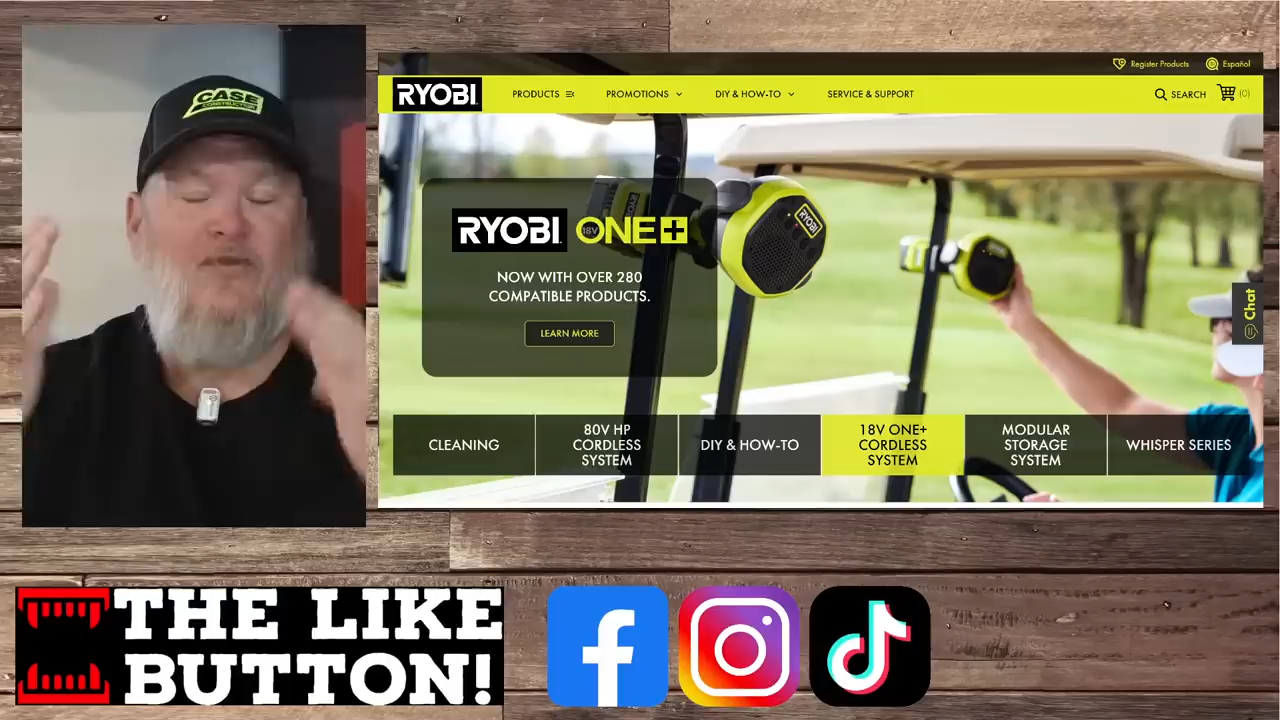 CASE
CONSTRUCTION
Register Products
Español
RYOBI
PRODUCTS
PROMOTIONS
DIY & HOW-TO
SERVICE & SUPPORT
SEARCH
(0)
RYOBI 18V ONE+
NOW WITH OVER 280
COMPATIBLE PRODUCTS.
LEARN MORE
RYOBI
Chat
CLEANING
80V HP
CORDLESS
SYSTEM
DIY & HOW-TO
18V ONE+
CORDLESS
SYSTEM
MODULAR
STORAGE
SYSTEM
WHISPER SERIES
THE LIKE
BUTTON!